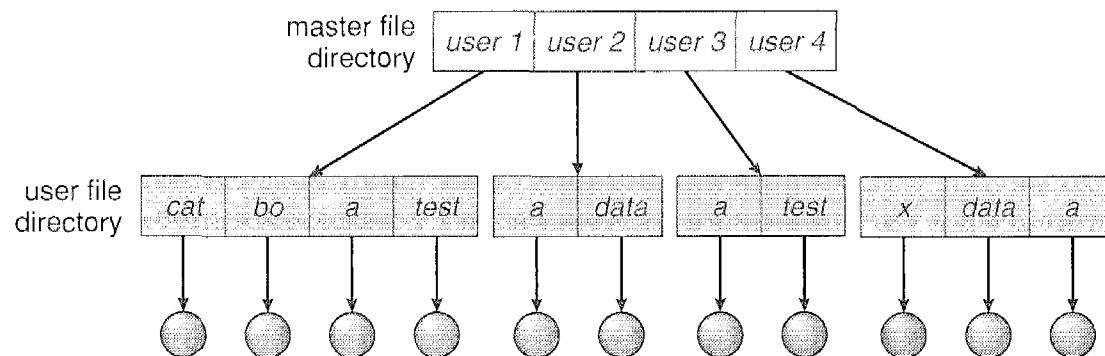 master file
directory
user 1 user 2 user 3 user 4
user file
directory
cat bo a test a data a test x data a